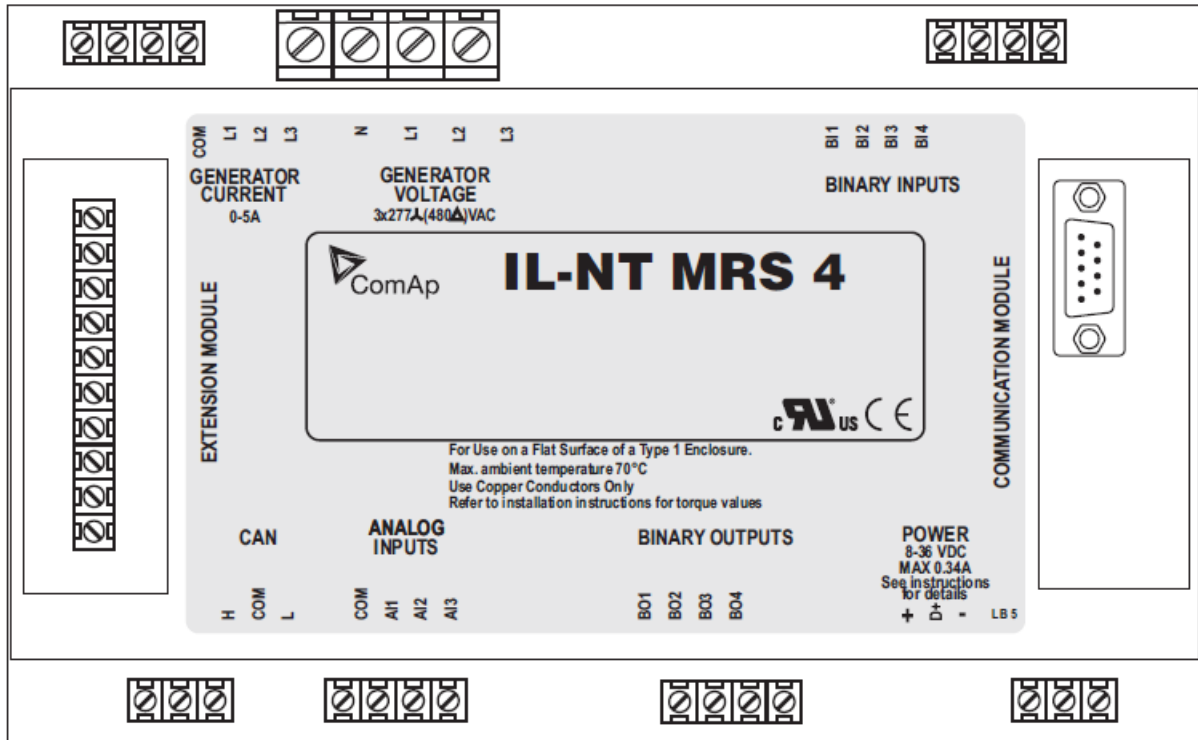 COM L1 L2 L3
N L1 L2 L3
BI1 BI2 BI3 BI4
GENERATOR
CURRENT
0-5A
GENERATOR
VOLTAGE
3x277⅄(480Δ)VAC
BINARY INPUTS
EXTENSION MODULE
ComAp
IL-NT MRS 4
c RU® US CE
COMMUNICATION MODULE
For Use on a Flat Surface of a Type 1 Enclosure.
Max. ambient temperature 70°C
Use Copper Conductors Only
Refer to installation instructions for torque values
CAN
H COM L
ANALOG
INPUTS
COM AI1 AI2 AI3
BINARY OUTPUTS
BO1 BO2 BO3 BO4
POWER
8-36 VDC
MAX 0.34A
See instructions
for details
+ D+ -
LB 5